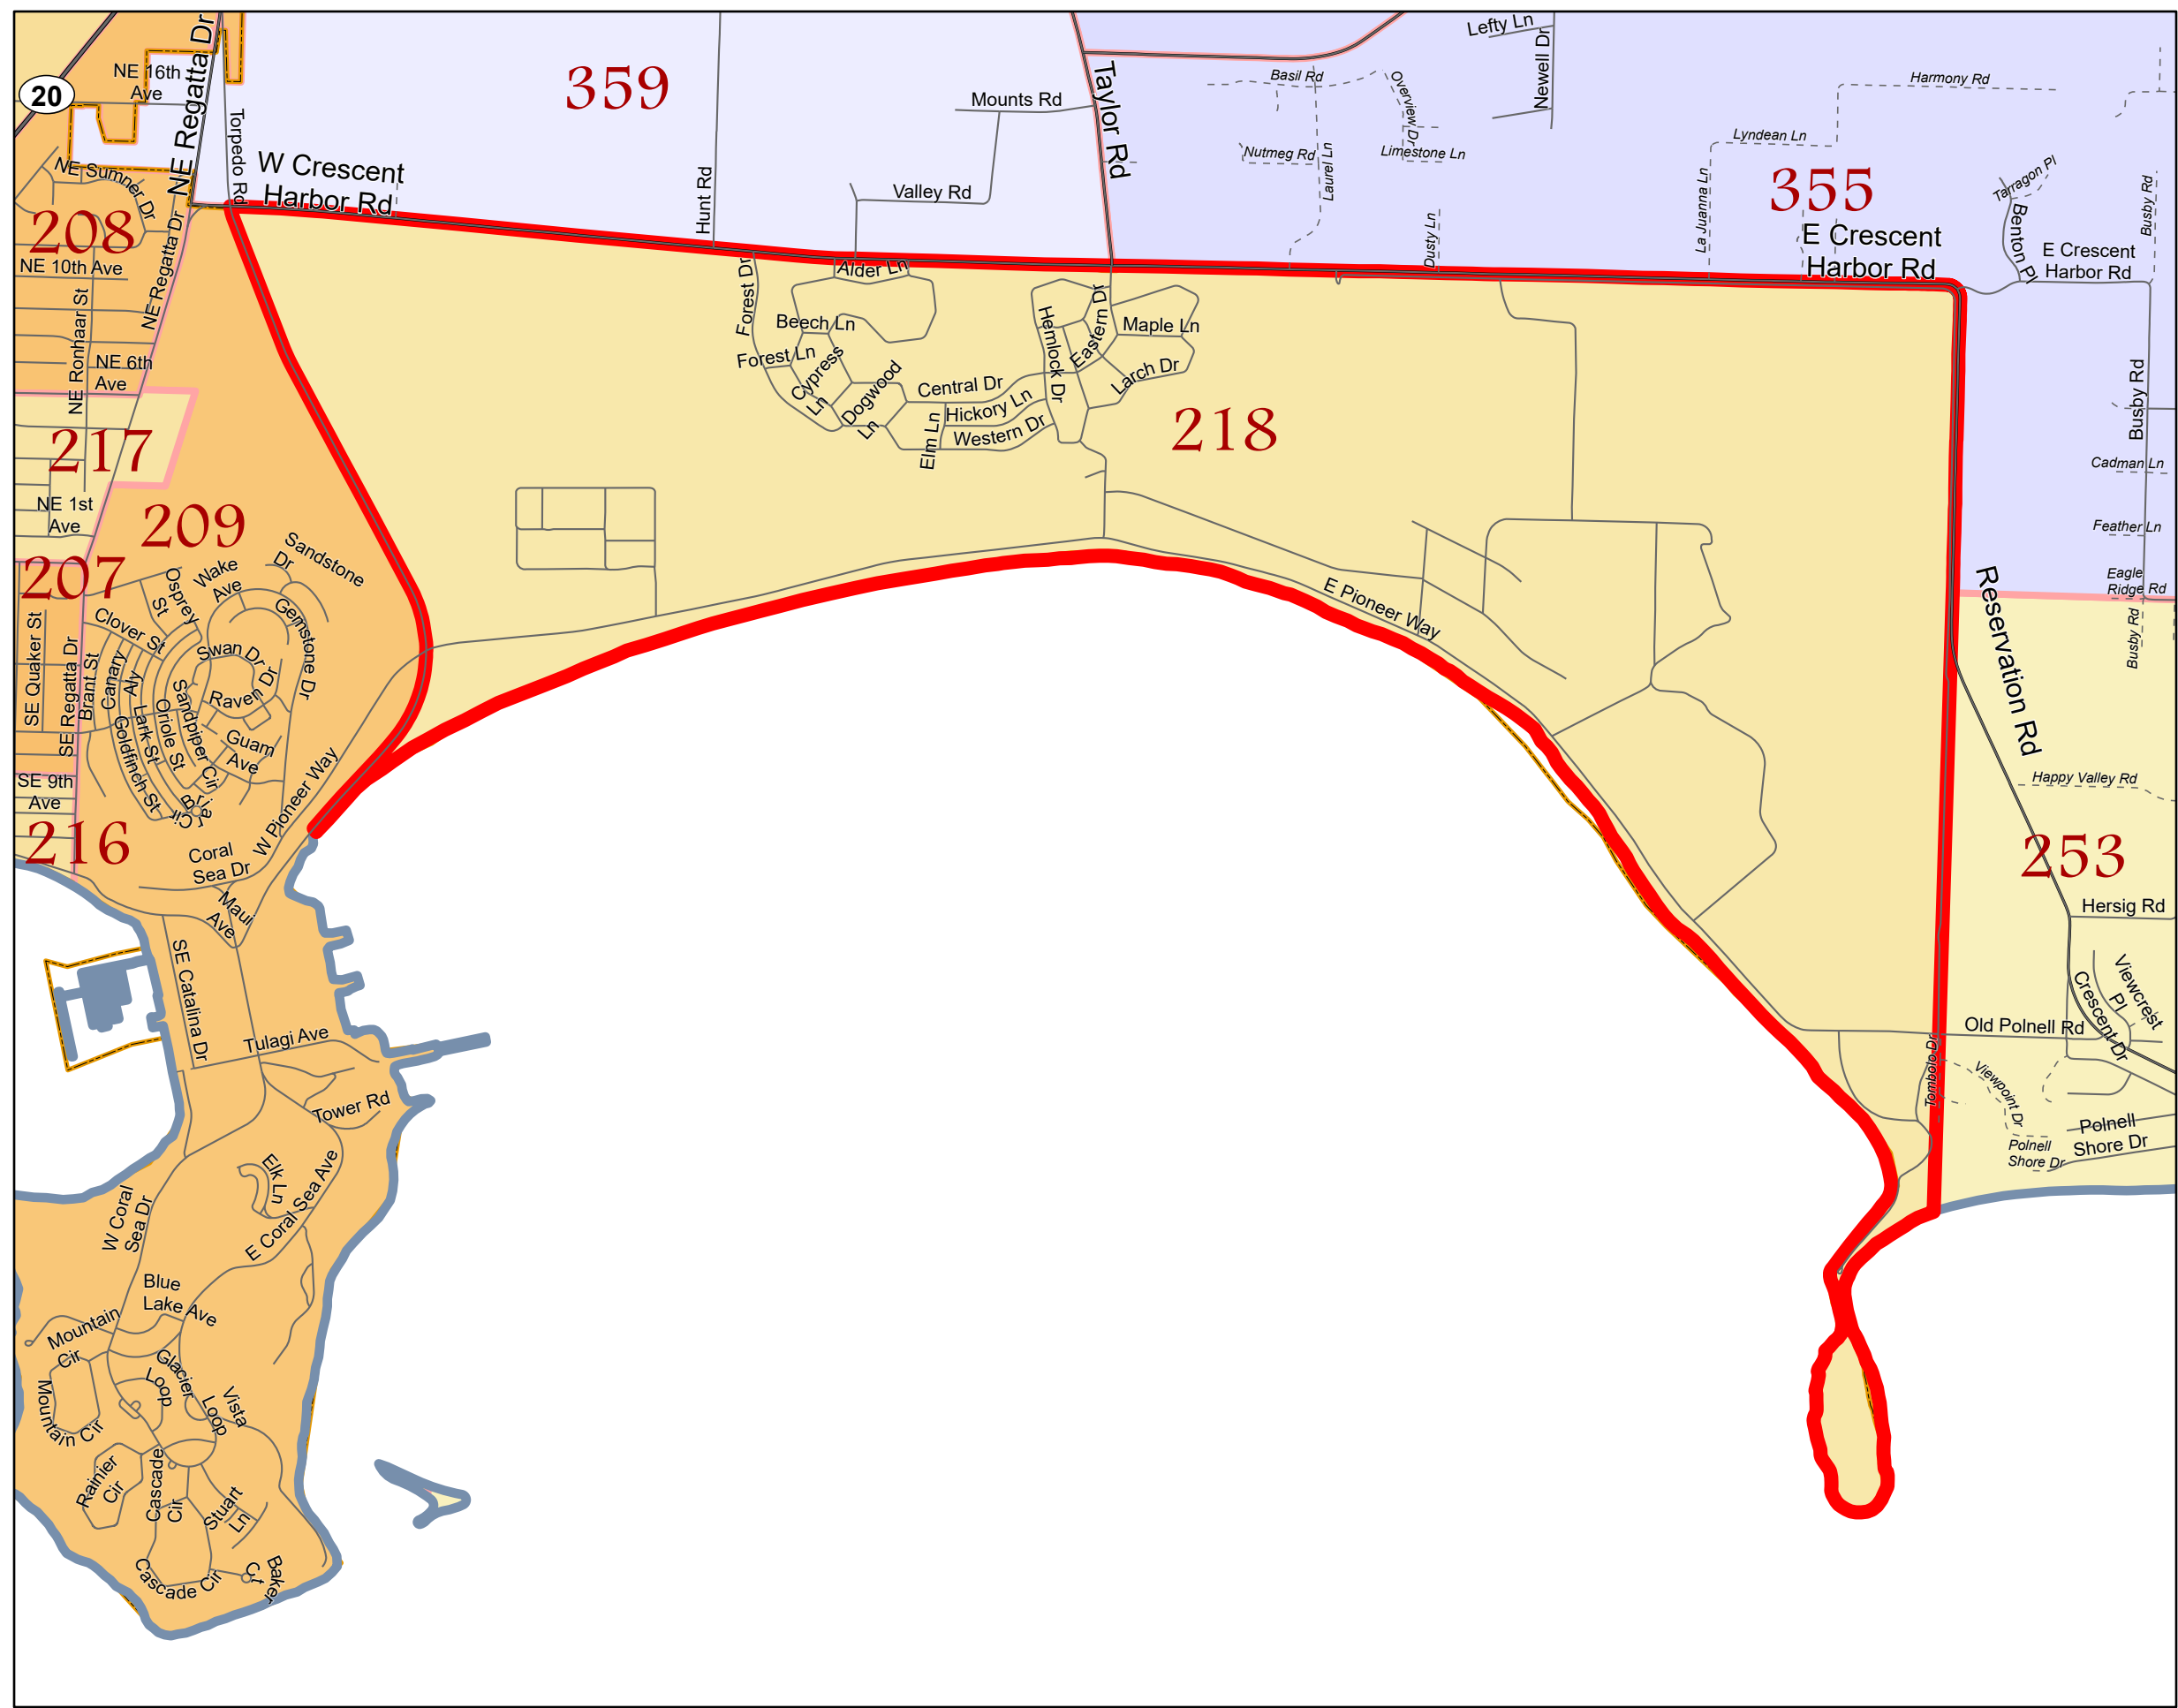 NE Regatta Dr
NE 16th
Ave
20
Torpedo Rd
359
W Crescent
Harbor Rd
Hunt Rd
Mounts Rd
Valley Rd
Taylor Rd
Lefty Ln
Newell Dr
Basil Rd
Overview Dr
Nutmeg Rd
Laurel Ln
Limestone Ln
Dusty Ln
Harmony Rd
Lyndean Ln
La Juanna Ln
355
Tarragon Pl
Benton Pl
Busby Rd
E Crescent
Harbor Rd
E Crescent
Harbor Rd
NE Sumner Dr
208
NE 10th Ave
NE Regatta Dr
NE Ronhaar St
NE 6th
Ave
217
NE 1st
Ave
209
207
Alder Ln
Forest Dr
Beech Ln
Forest Ln
Cypress
Ln
Dogwood
Ln
Central Dr
Hickory Ln
Western Dr
Elm Ln
Hemlock Dr
Eastern Dr
Maple Ln
Larch Dr
218
Busby Rd
Cadman Ln
Feather Ln
Eagle
Ridge Rd
Busby Rd
Reservation Rd
E Pioneer Way
Sandstone
Dr
Wake
Ave
Osprey
St
Gemstone Dr
Clover St
Swan Dr
Raven Dr
SE Quaker St
SE Regatta Dr
Brant St
Canary
Aly
Lark St
Goldfinch St
Oriole St
Sandpiper Cir
Guam
Ave
Briar
Cir
SE 9th
Ave
216
W Pioneer Way
Coral
Sea Dr
Maui
Ave
SE Catalina Dr
Tulagi Ave
Tower Rd
Elk Ln
E Coral Sea Ave
W Coral
Sea Dr
Blue
Lake Ave
Mountain
Cir
Mountain Cir
Glacier
Loop
Vista
Loop
Rainier
Cir
Cascade
Cir
Stuart
Ln
Cascade Cir
Baker
Ct
Happy Valley Rd
253
Hersig Rd
Viewcrest
Pl
Crescent Dr
Old Polnell Rd
Tombolo Dr
Viewpoint Dr
Polnell
Shore Dr
Polnell
Shore Dr